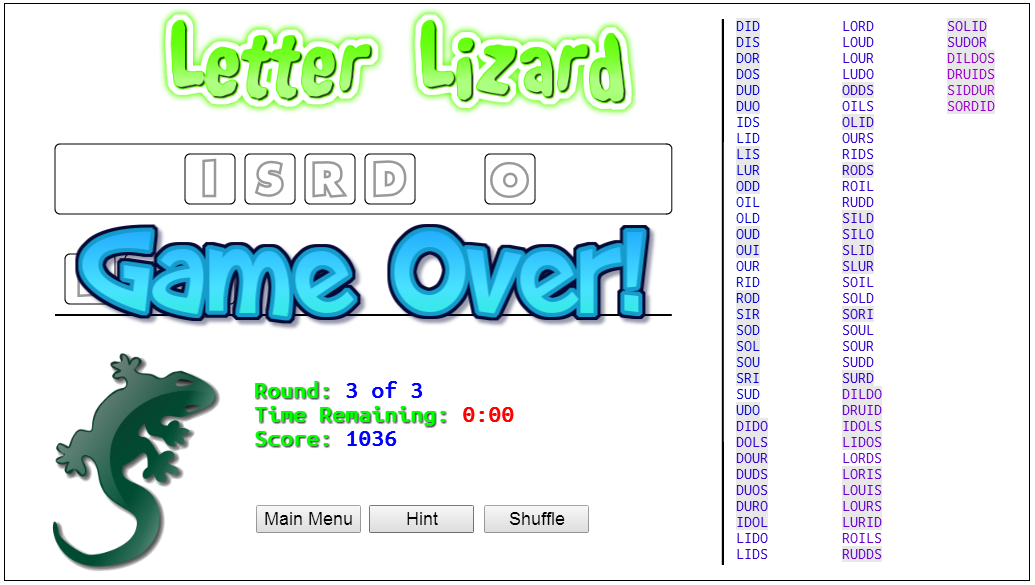 Letter Lizard
I S R D O
Game Over!
Round: 3 of 3
Time Remaining: 0:00
Score: 1036
Main Menu Hint Shuffle
DID
DIS
DOR
DOS
DUD
DUO
IDS
LID
LIS
LUR
ODD
OIL
OLD
OUD
OUI
OUR
RID
ROD
SIR
SOD
SOL
SOU
SRI
SUD
UDO
DIDO
DOLS
DOUR
DUDS
DUOS
DURO
IDOL
LIDO
LIDS
LORD
LOUD
LOUR
LUDO
ODDS
OILS
OLID
OURS
RIDS
RODS
ROIL
RUDD
SILD
SILO
SLID
SLUR
SOIL
SOLD
SORI
SOUL
SOUR
SUDD
SURD
DILDO
DRUID
IDOLS
LIDOS
LORDS
LORIS
LOUIS
LOURS
LURID
ROILS
RUDDS
SOLID
SUDOR
DILDOS
DRUIDS
SIDDUR
SORDID